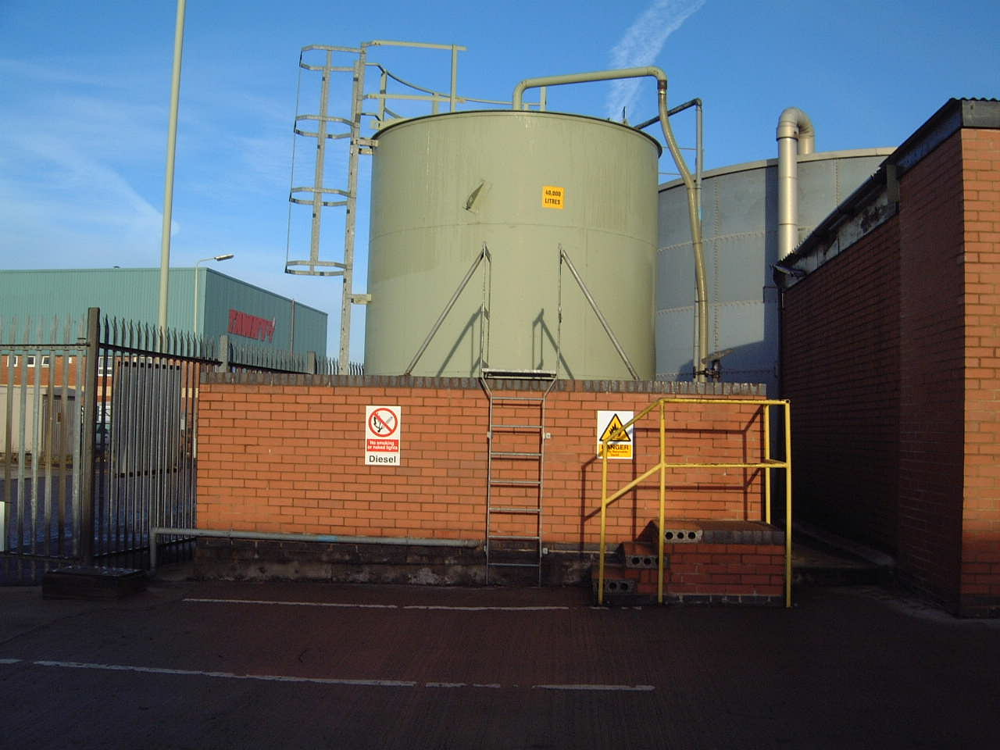 40,000
LITRES
No smoking
or naked lights
Diesel
DANGER